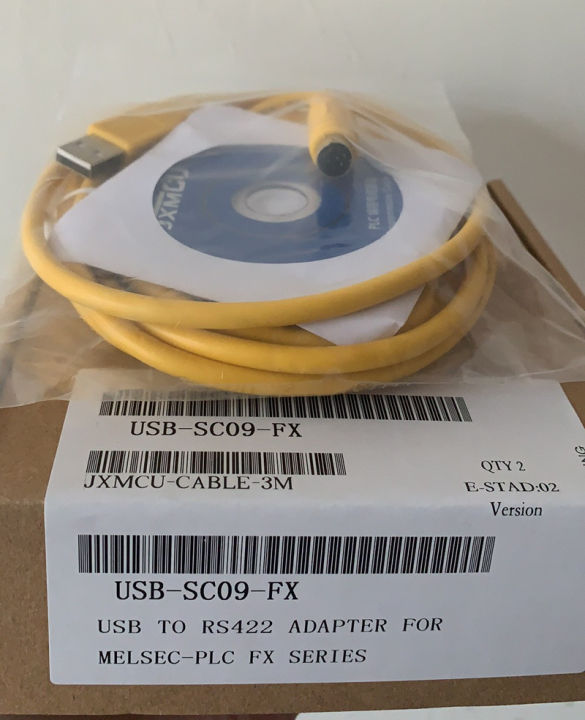 JXMCU
USB-SC09-FX
JXMCU-CABLE-3M
QTY 2
E-STAD:02
Version
USB-SC09-FX
USB TO RS422 ADAPTER FOR
MELSEC-PLC FX SERIES